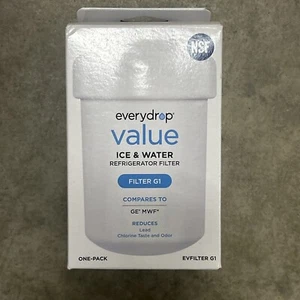 NSF
everydrop®
value
ICE & WATER
REFRIGERATOR FILTER
FILTER G1
COMPARES TO
GE® MWF®
REDUCES
Lead
Chlorine-Taste and Odor
ONE-PACK
EVFILTER G1